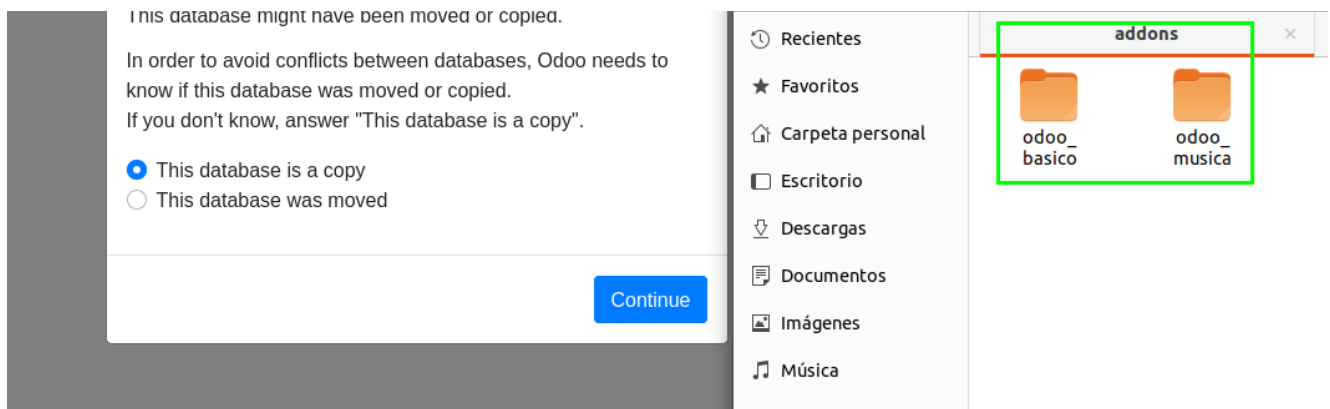 This database might have been moved or copied.
In order to avoid conflicts between databases, Odoo needs to
know if this database was moved or copied.
If you don't know, answer "This database is a copy".
This database is a copy
This database was moved
Continue
Recientes
Favoritos
Carpeta personal
Escritorio
Descargas
Documentos
Imágenes
Música
addons
odoo_
basico
odoo_
musica